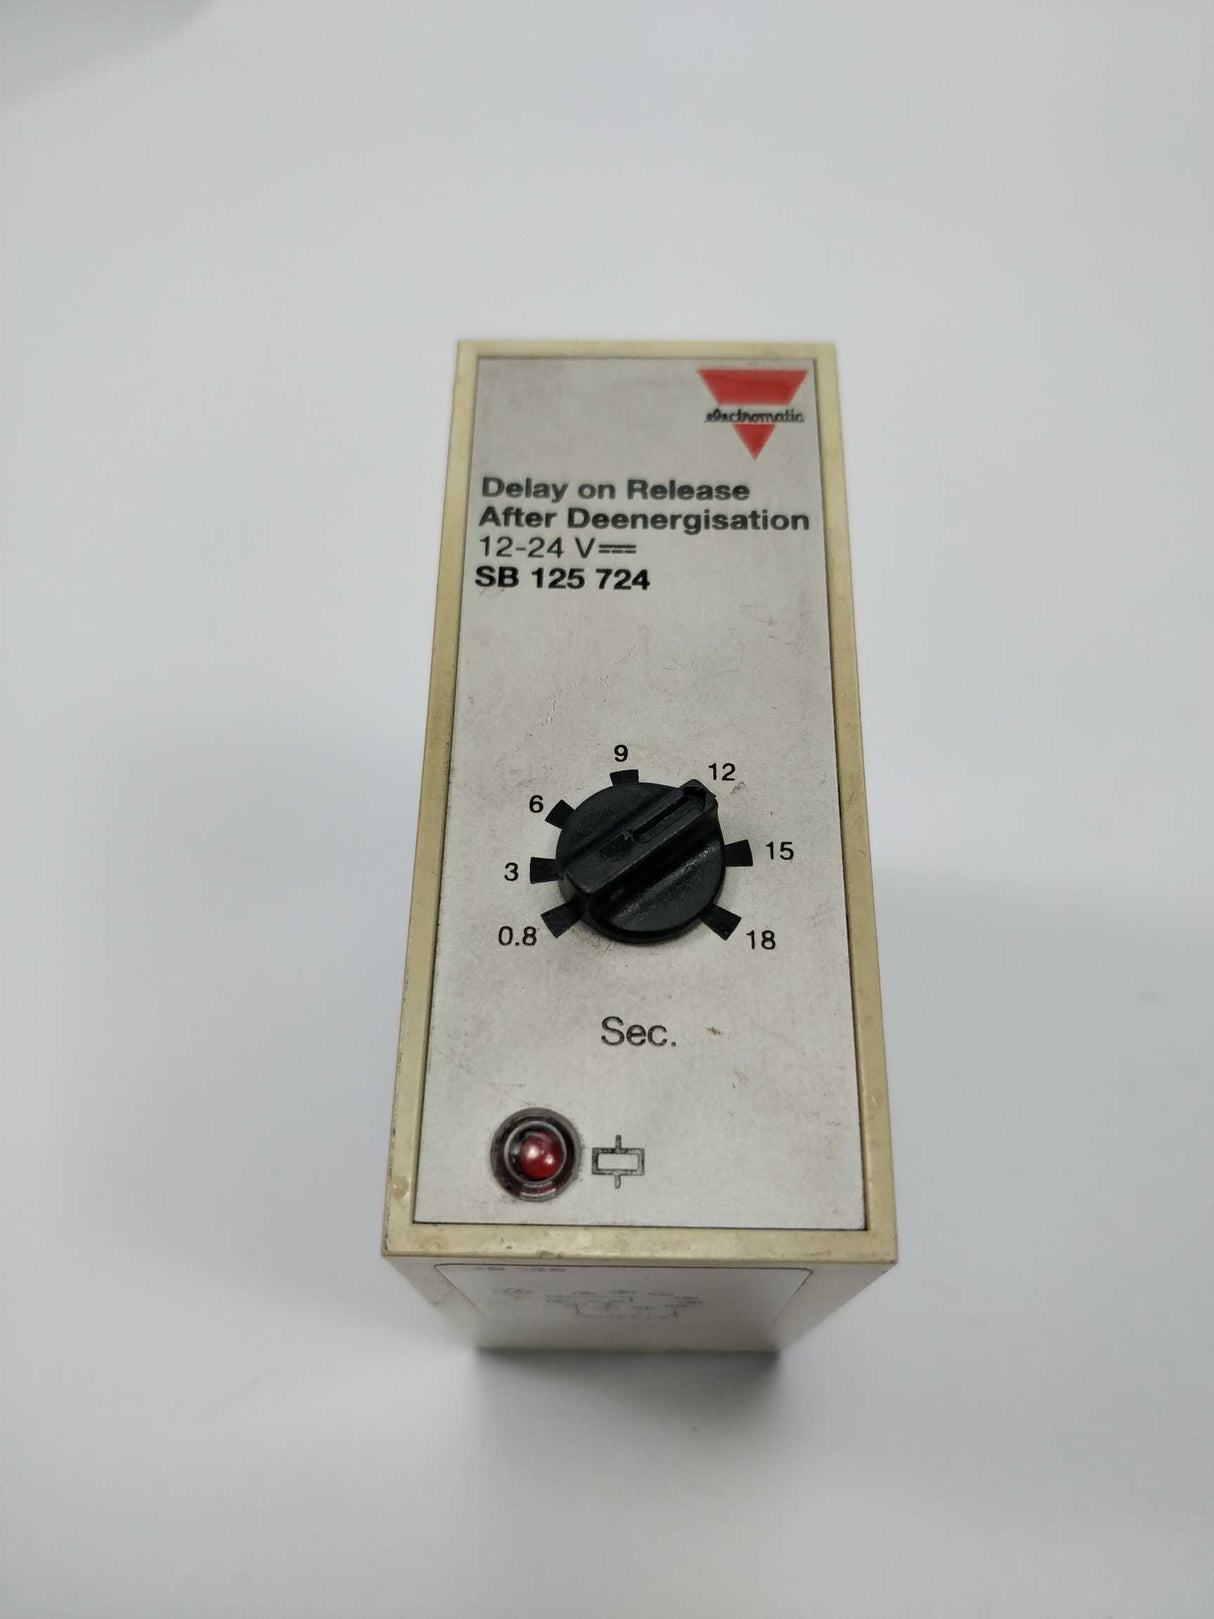 electromatic
Delay on Release
After Deenergisation
12-24 V
SB 125 724
9
12
6
15
3
0.8
18
Sec.